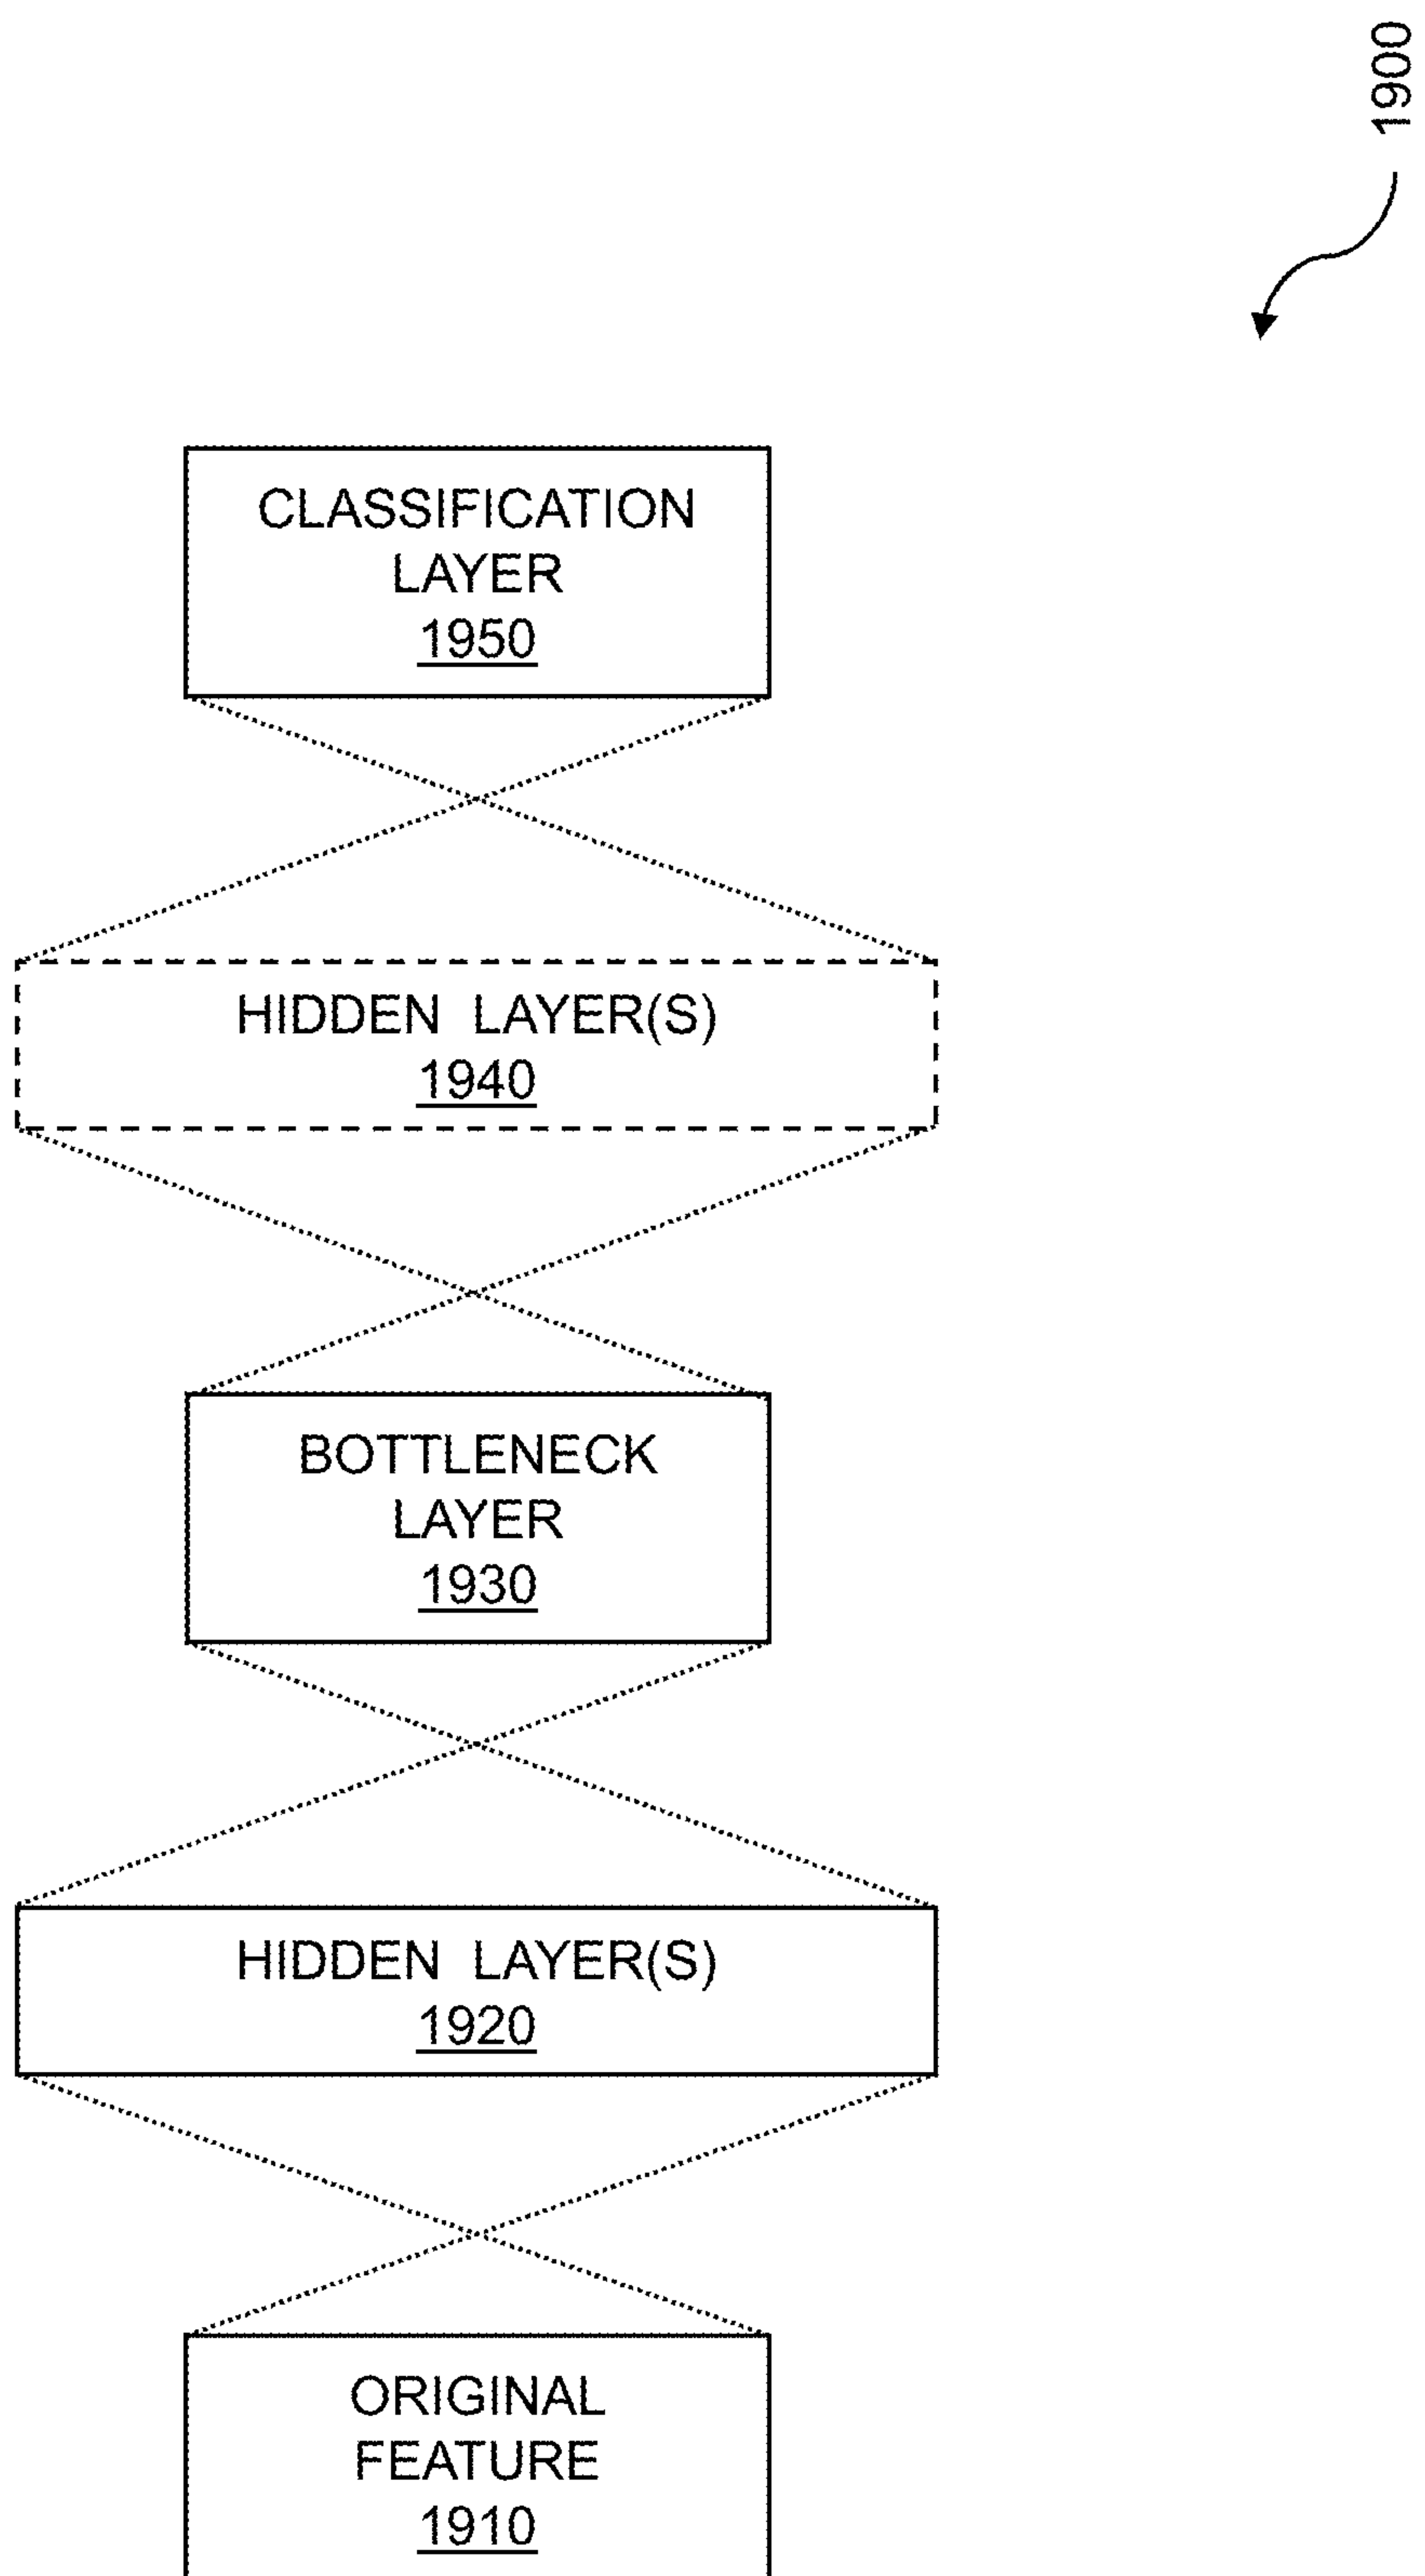 1900
CLASSIFICATION
LAYER
1950
HIDDEN LAYER(S)
1940
BOTTLENECK
LAYER
1930
HIDDEN LAYER(S)
1920
ORIGINAL
FEATURE
1910